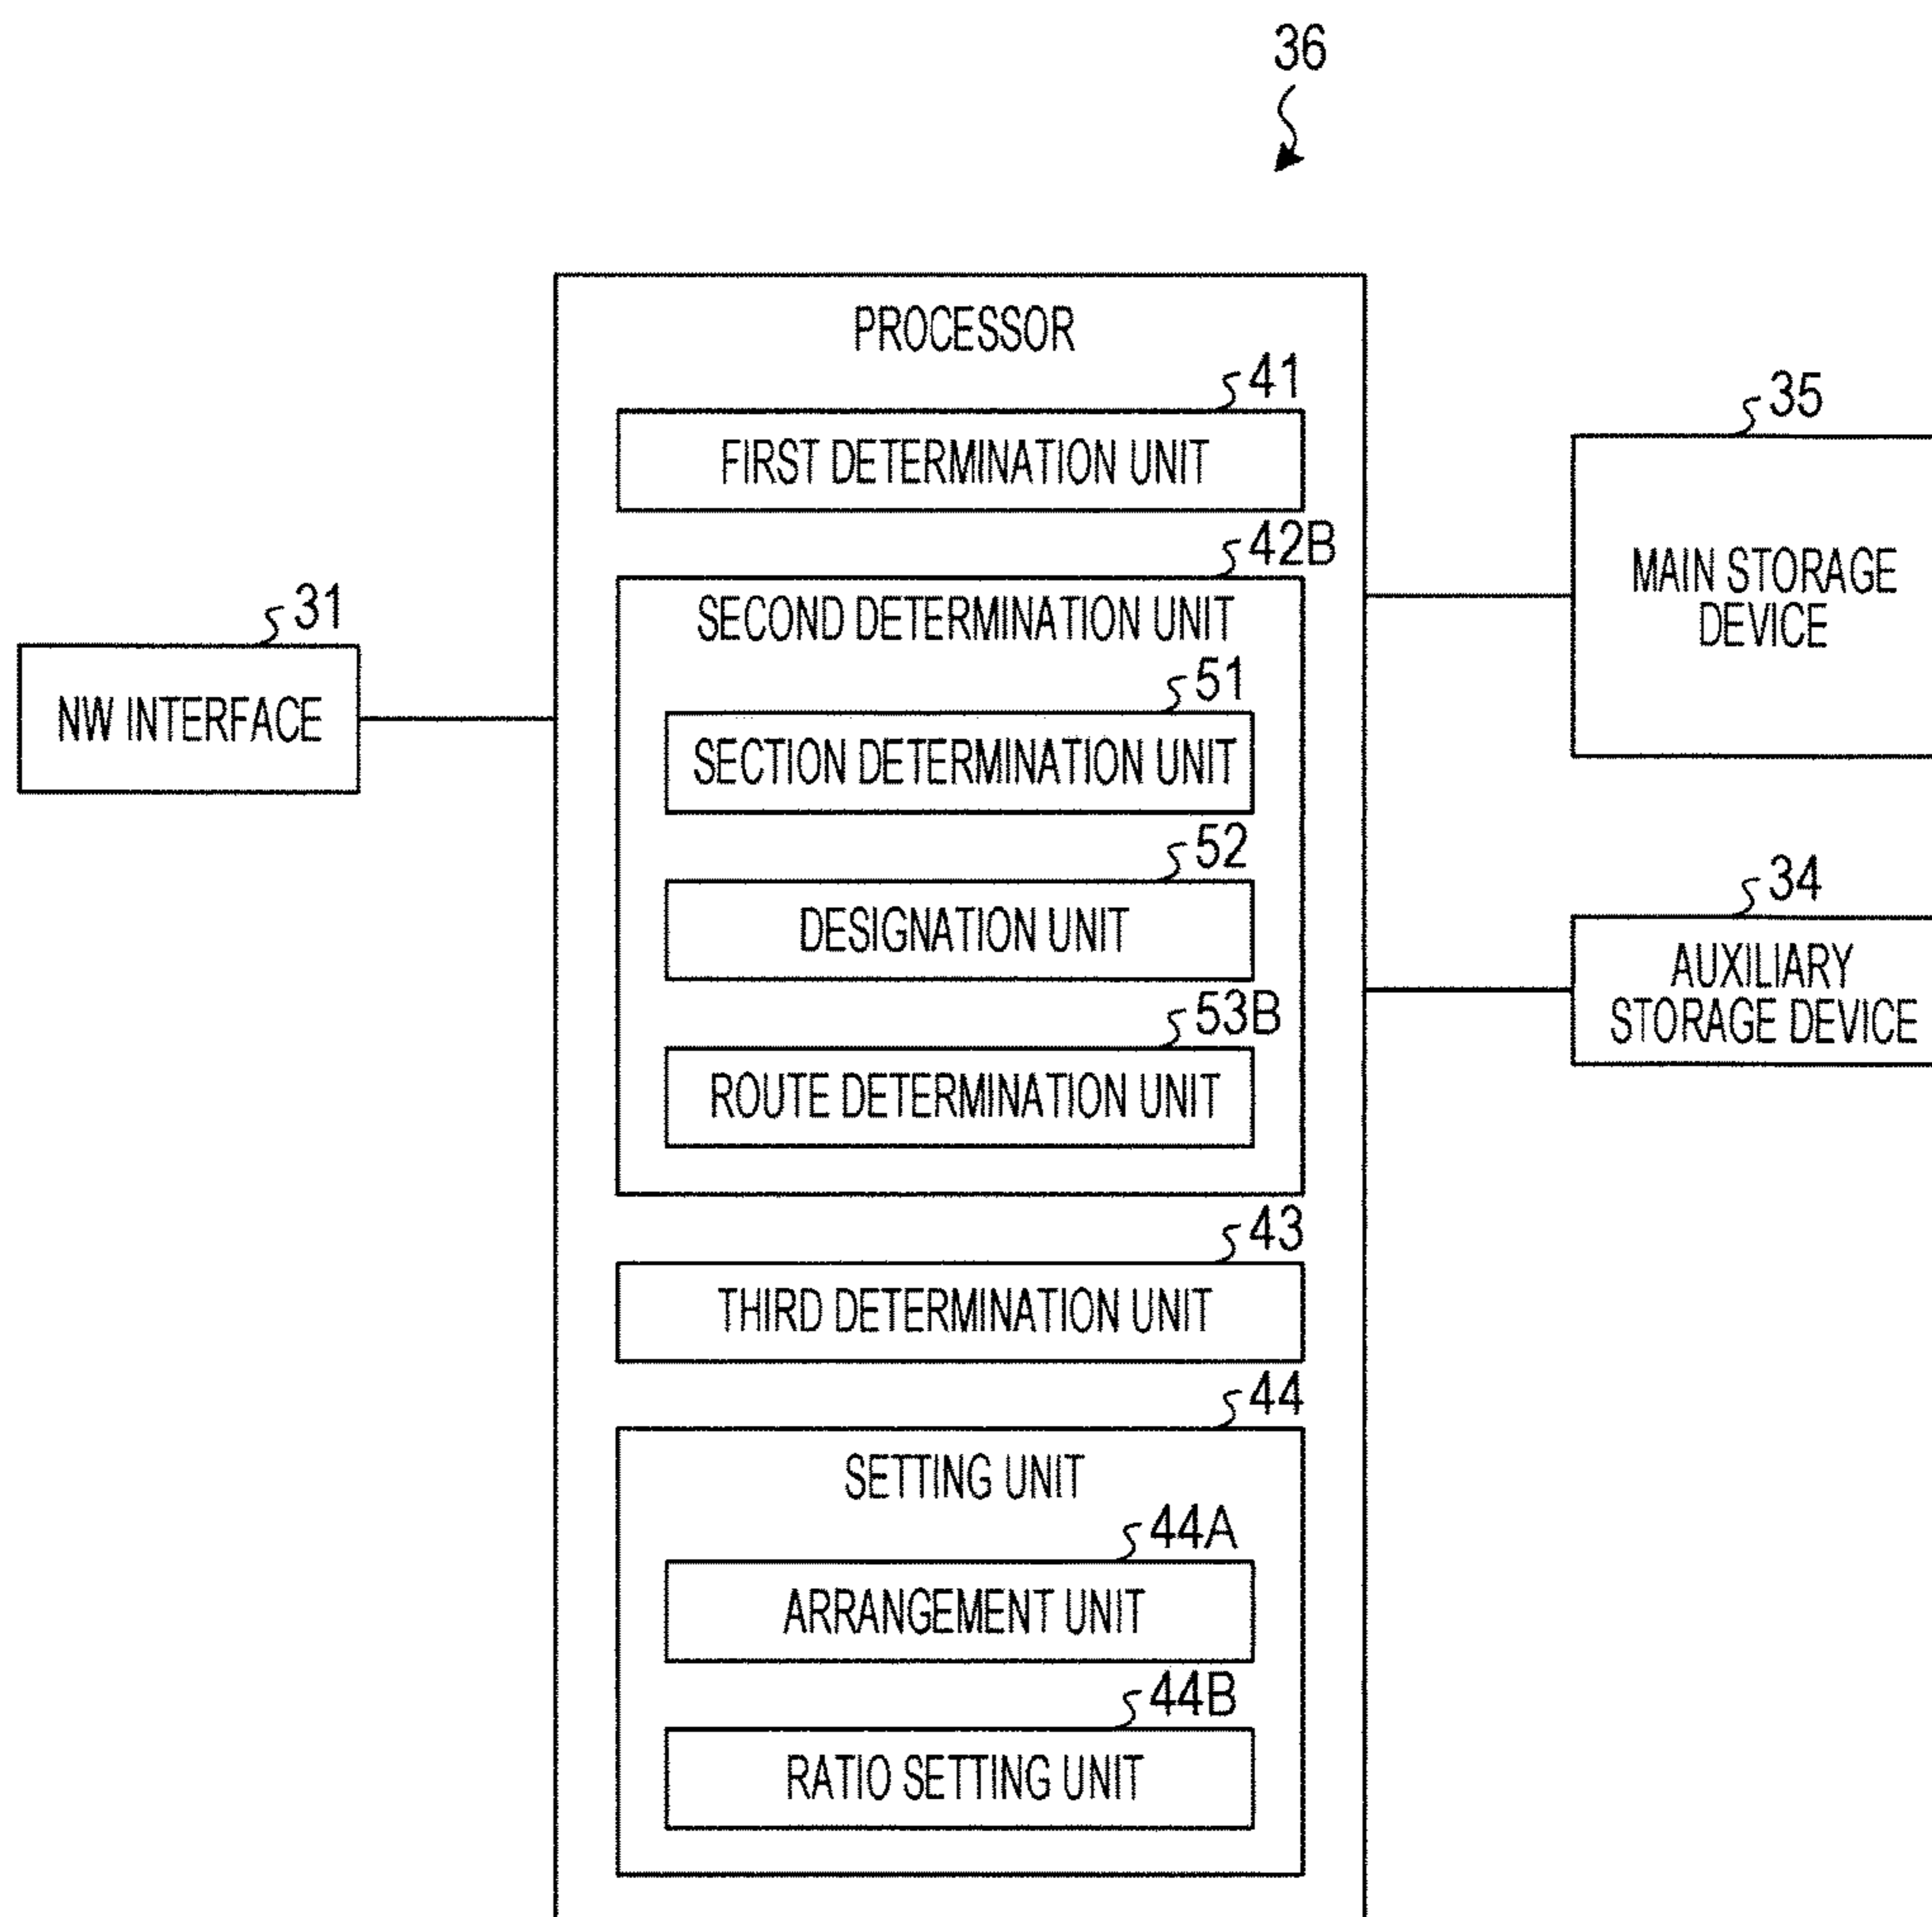 36
PROCESSOR
41
FIRST DETERMINATION UNIT
42B
SECOND DETERMINATION UNIT
51
SECTION DETERMINATION UNIT
52
DESIGNATION UNIT
53B
ROUTE DETERMINATION UNIT
43
THIRD DETERMINATION UNIT
44
SETTING UNIT
44A
ARRANGEMENT UNIT
44B
RATIO SETTING UNIT
31
NW INTERFACE
35
MAIN STORAGE
DEVICE
34
AUXILIARY
STORAGE DEVICE